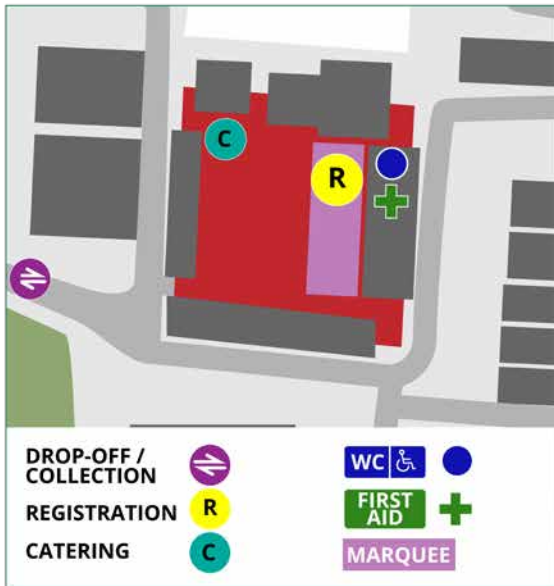 C
R
DROP-OFF /
COLLECTION
REGISTRATION R
CATERING C
WC
FIRST
AID
MARQUEE